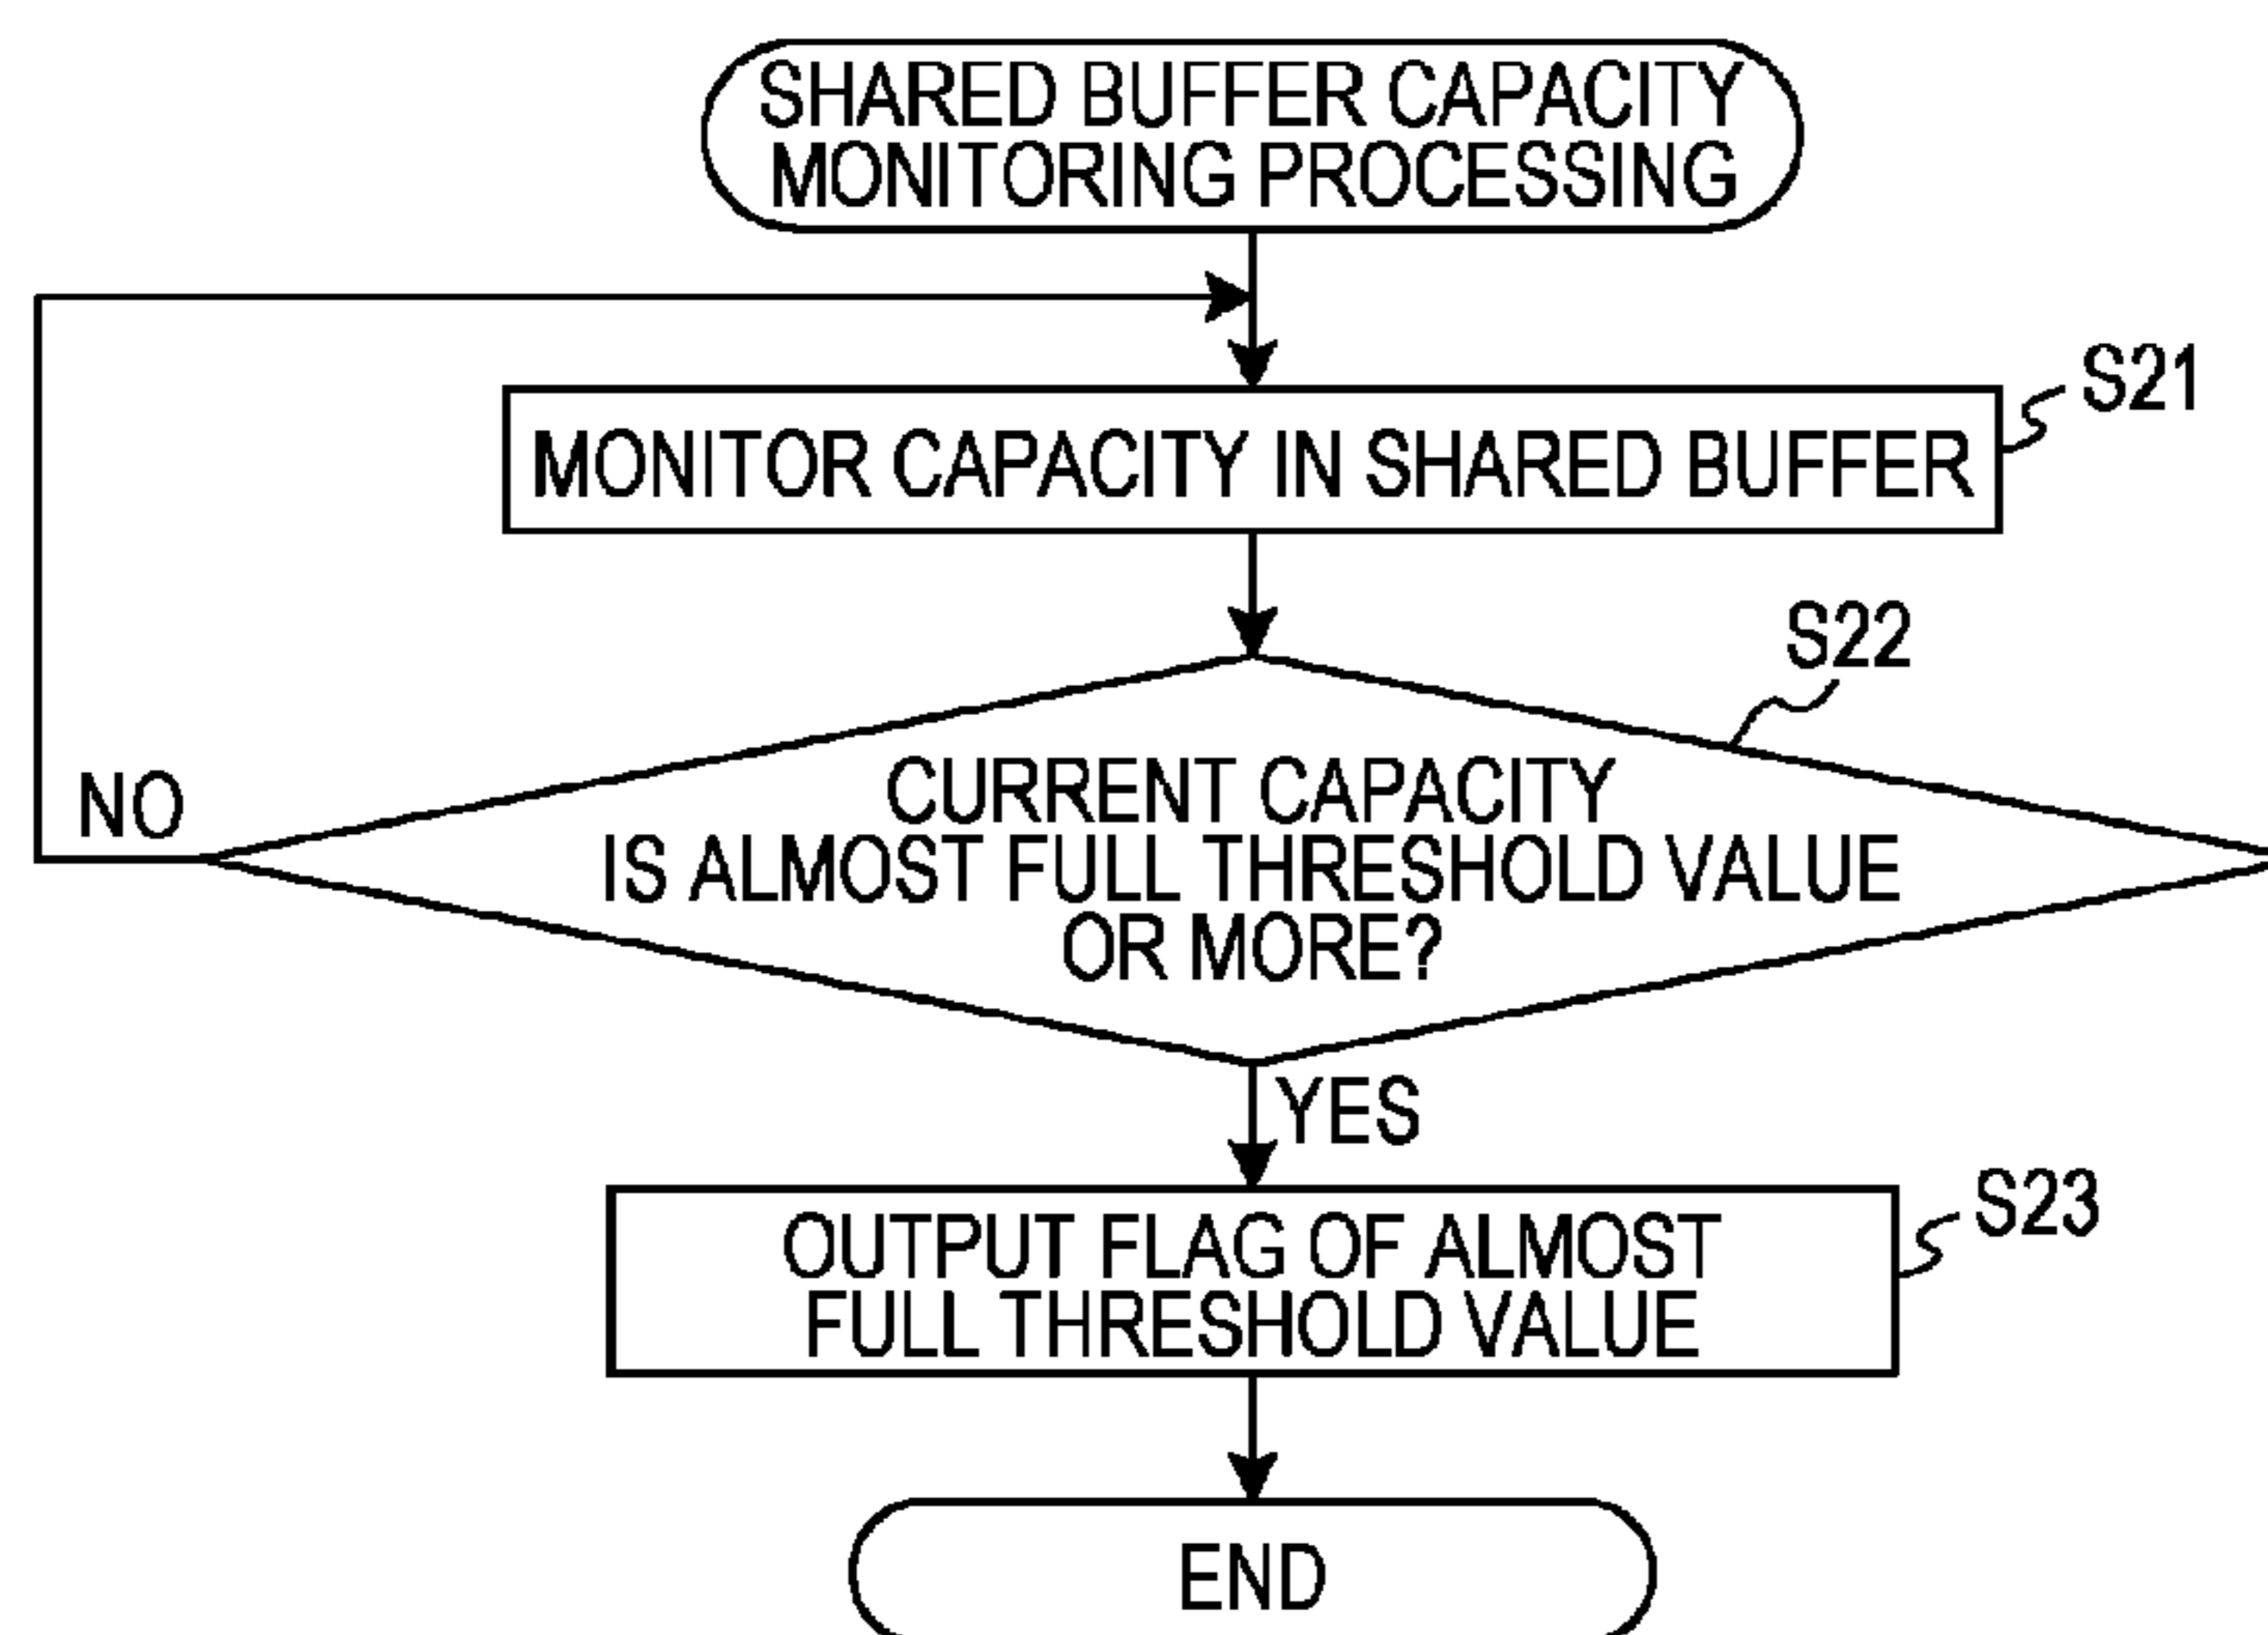 SHARED BUFFER CAPACITY
MONITORING PROCESSING
S21
MONITOR CAPACITY IN SHARED BUFFER
S22
NO
CURRENT CAPACITY
IS ALMOST FULL THRESHOLD VALUE
OR MORE?
YES
S23
OUTPUT FLAG OF ALMOST
FULL THRESHOLD VALUE
END